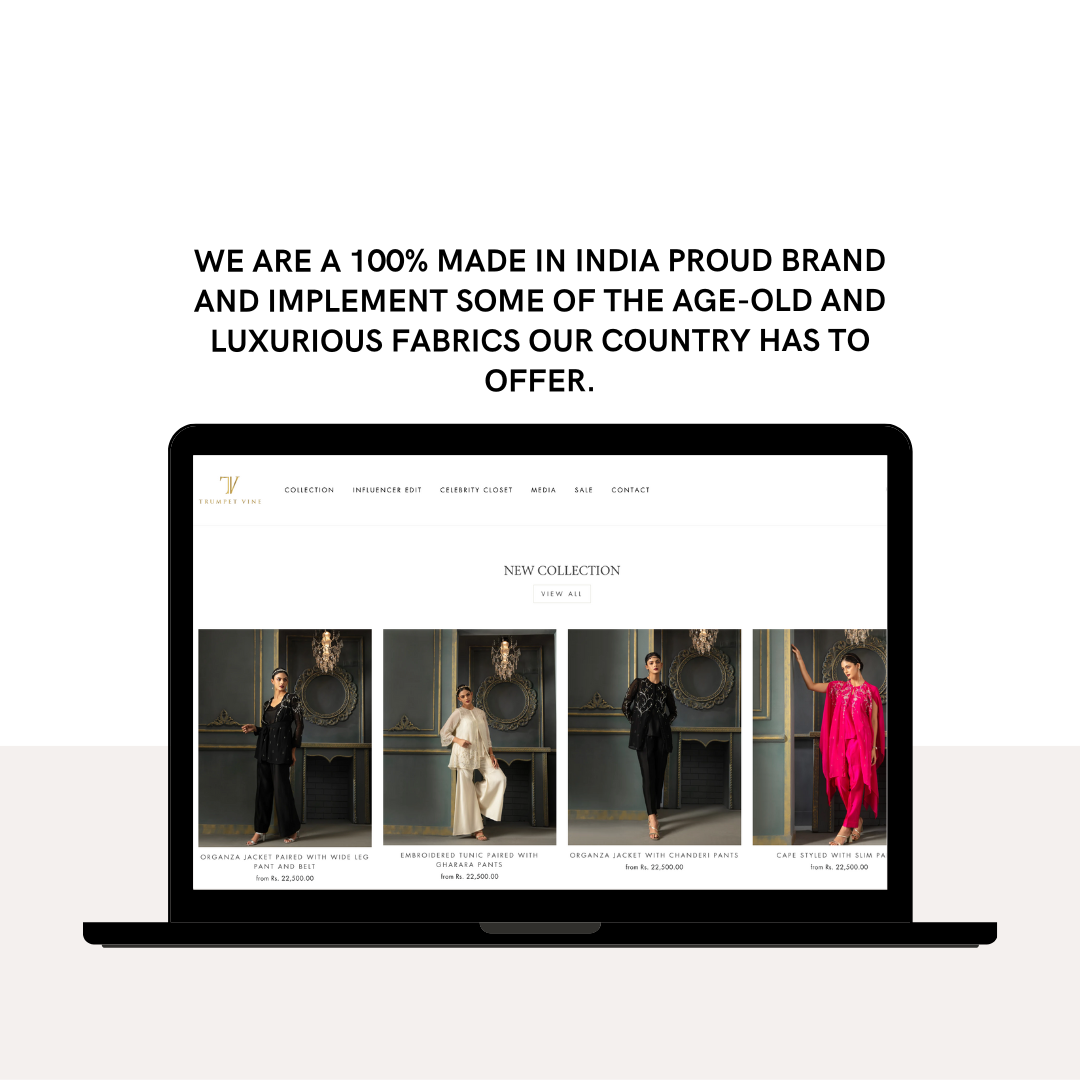 WE ARE A 100% MADE IN INDIA PROUD BRAND
AND IMPLEMENT SOME OF THE AGE-OLD AND
LUXURIOUS FABRICS OUR COUNTRY HAS TO
OFFER.
TV
TRUMPET VINE
COLLECTION INFLUENCER EDIT CELEBRITY CLOSET MEDIA SALE CONTACT
NEW COLLECTION
VIEW ALL
ORGANZA JACKET PAIRED WITH WIDE LEG
PANT AND BELT
from Rs. 22,500.00
EMBROIDERED TUNIC PAIRED WITH
GHARARA PANTS
from Rs. 22,500.00
ORGANZA JACKET WITH CHANDERI PANTS
from Rs. 22,500.00
CAPE STYLED WITH SLIM PA
from Rs. 22,500.00